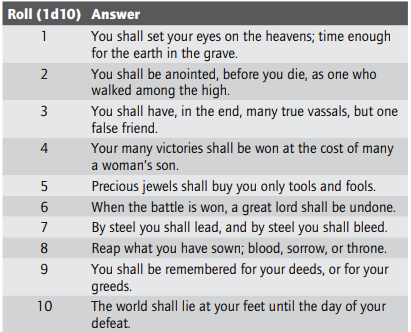 Roll (1d10) Answer
1 You shall set your eyes on the heavens; time enough
for the earth in the grave.
2 You shall be anointed, before you die, as one who
walked among the high.
3 You shall have, in the end, many true vassals, but one
false friend.
4 Your many victories shall be won at the cost of many
a woman's son.
5 Precious jewels shall buy you only tools and fools.
6 When the battle is won, a great lord shall be undone.
7 By steel you shall lead, and by steel you shall bleed.
8 Reap what you have sown; blood, sorrow, or throne.
9 You shall be remembered for your deeds, or for your
greeds.
10 The world shall lie at your feet until the day of your
defeat.